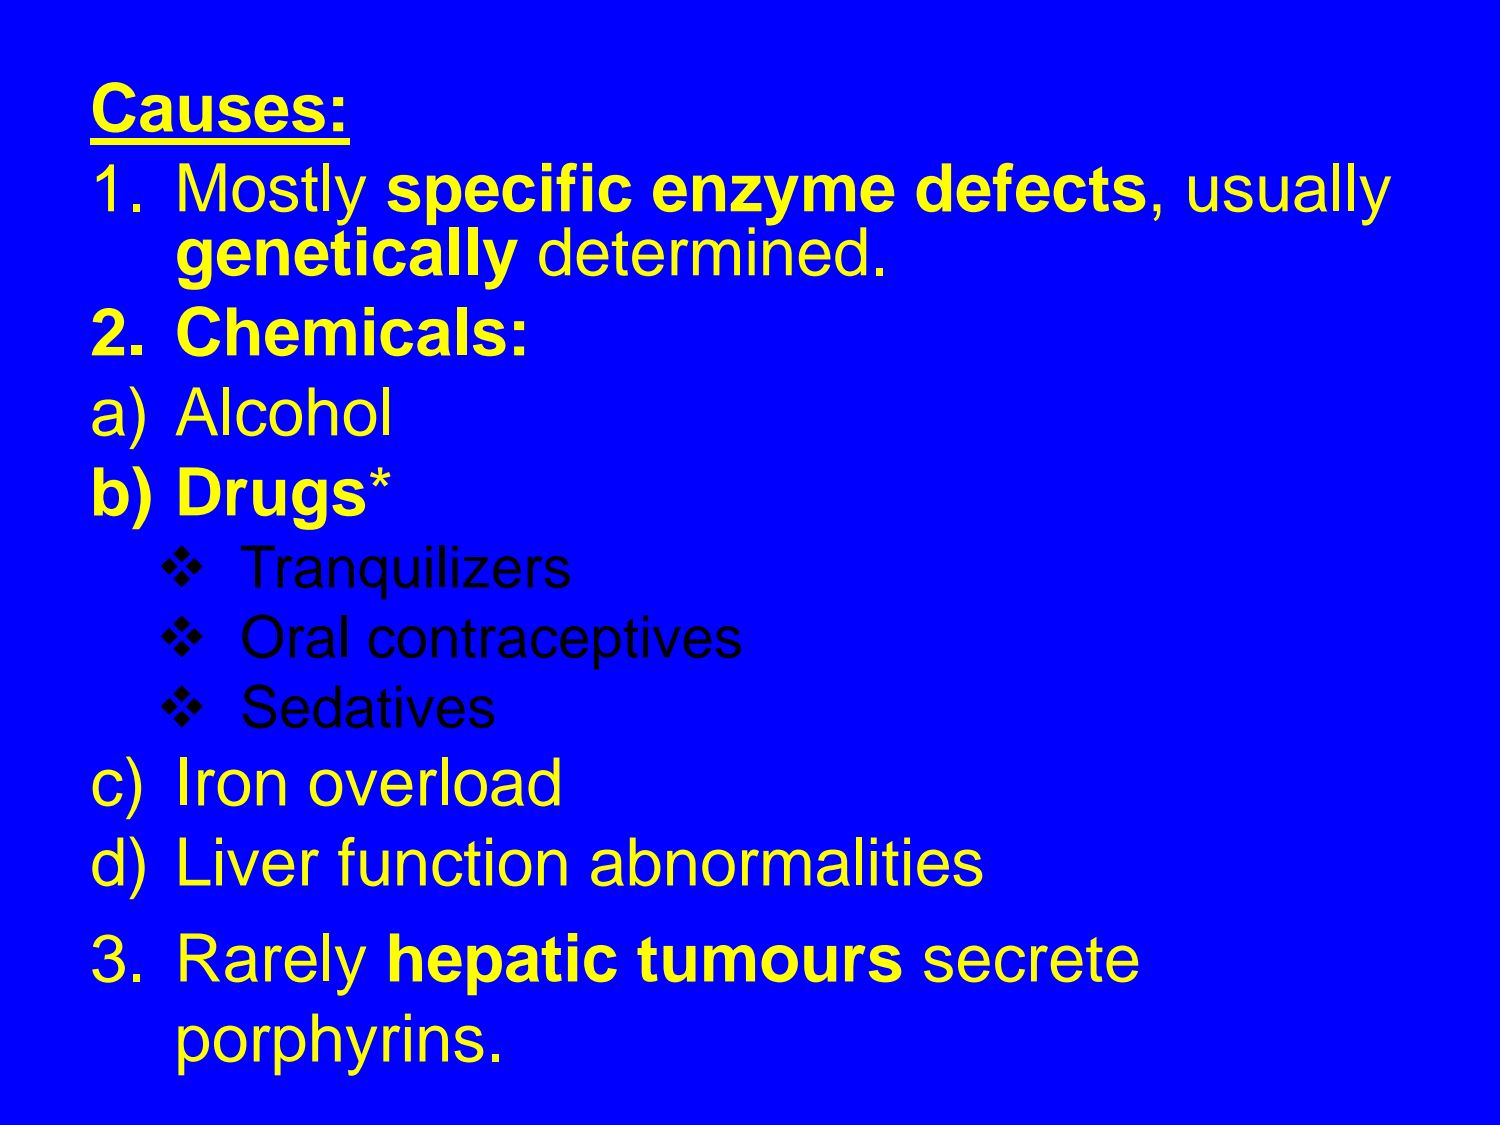 Causes:
1. Mostly specific enzyme defects, usually
genetically determined.
2. Chemicals:
a) Alcohol
b) Drugs*
❖ Tranquilizers
❖ Oral contraceptives
❖ Sedatives
c) Iron overload
d) Liver function abnormalities
3. Rarely hepatic tumours secrete
porphyrins.